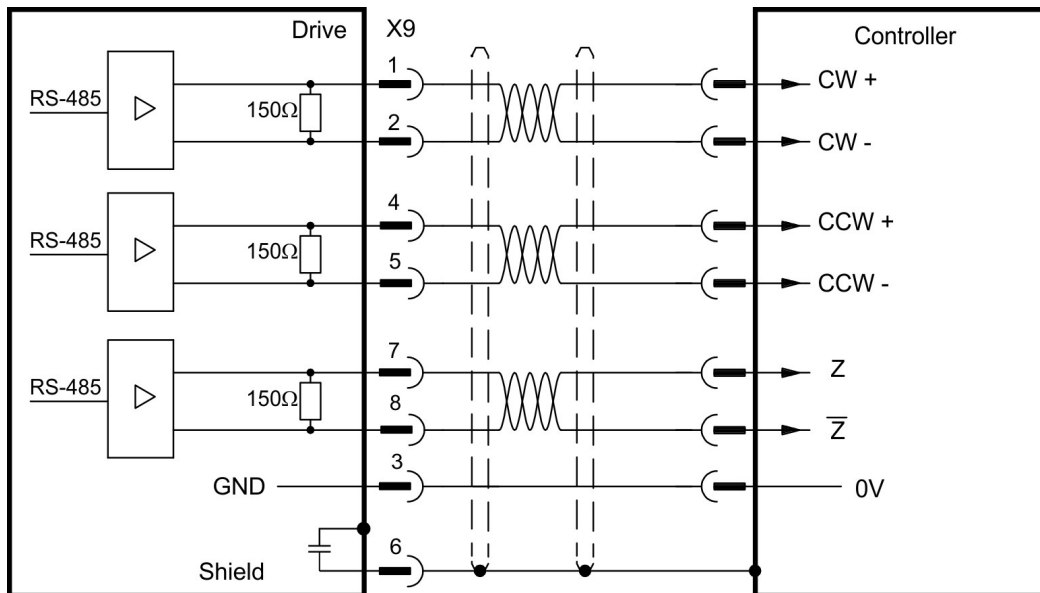 Drive X9 Controller
1 CW +
RS-485 150Ω
2 CW -
4 CCW +
RS-485 150Ω
5 CCW -
7 Z
RS-485 150Ω
8 Z̅
GND 3 0V
6
Shield